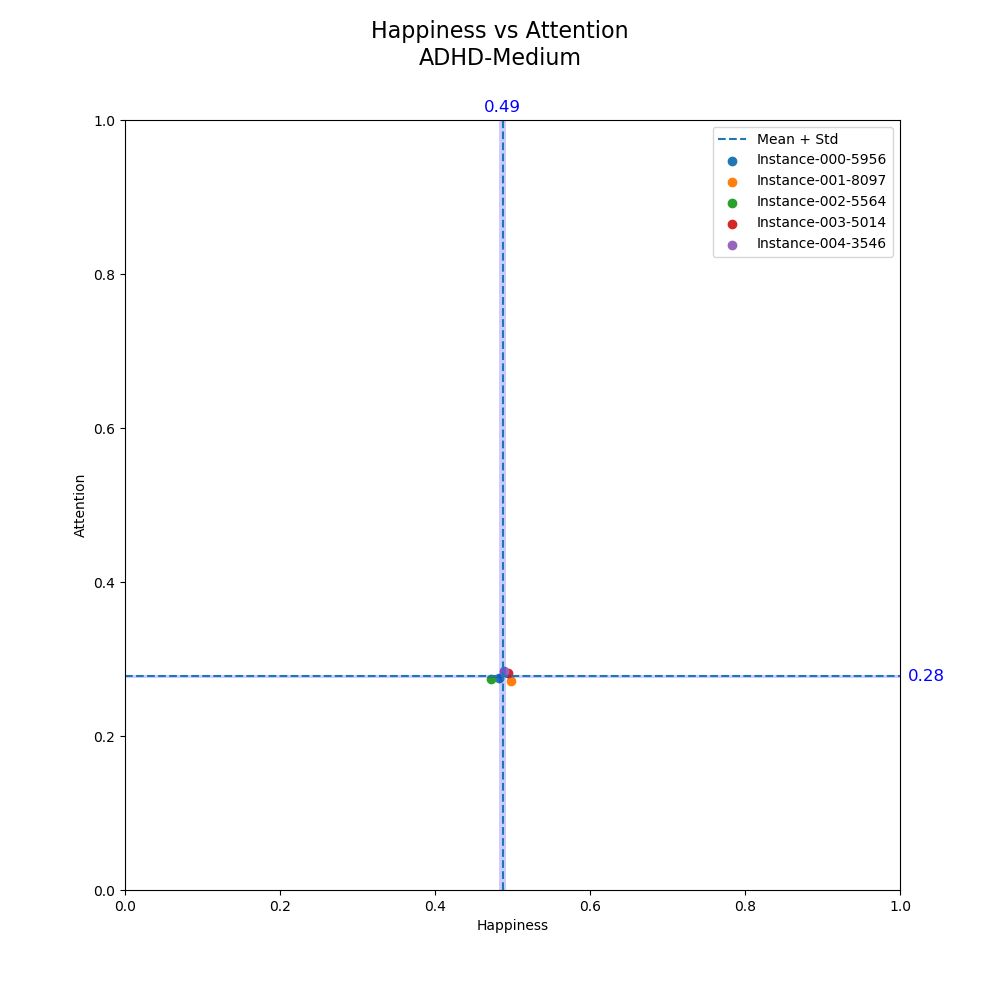 Happiness vs Attention
ADHD-Medium
0.49
1.0
0.8
0.6
0.4
0.2
0.0
Attention
Mean + Std
Instance-000-5956
Instance-001-8097
Instance-002-5564
Instance-003-5014
Instance-004-3546
0.28
0.0
0.2
0.4
0.6
0.8
1.0
Happiness